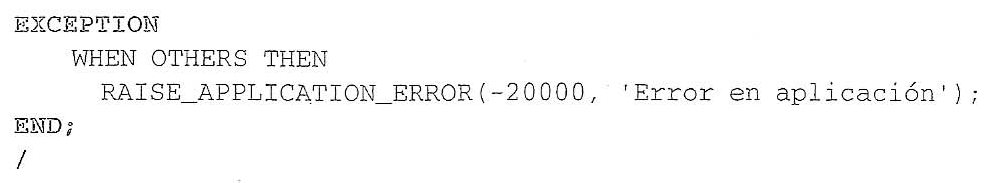 EXCEPTION
WHEN OTHERS THEN
RAISE_APPLICATION_ERROR(-20000, 'Error en aplicación');
END;
/